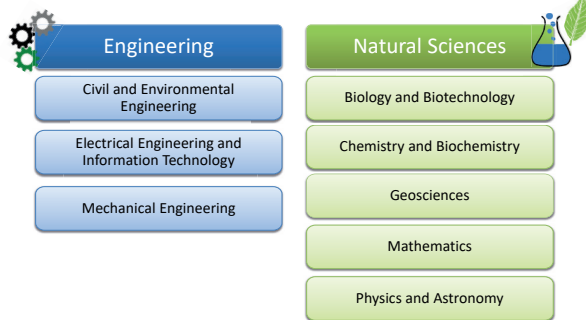 Engineering
Civil and Environmental
Engineering
Electrical Engineering and
Information Technology
Mechanical Engineering
Natural Sciences
Biology and Biotechnology
Chemistry and Biochemistry
Geosciences
Mathematics
Physics and Astronomy